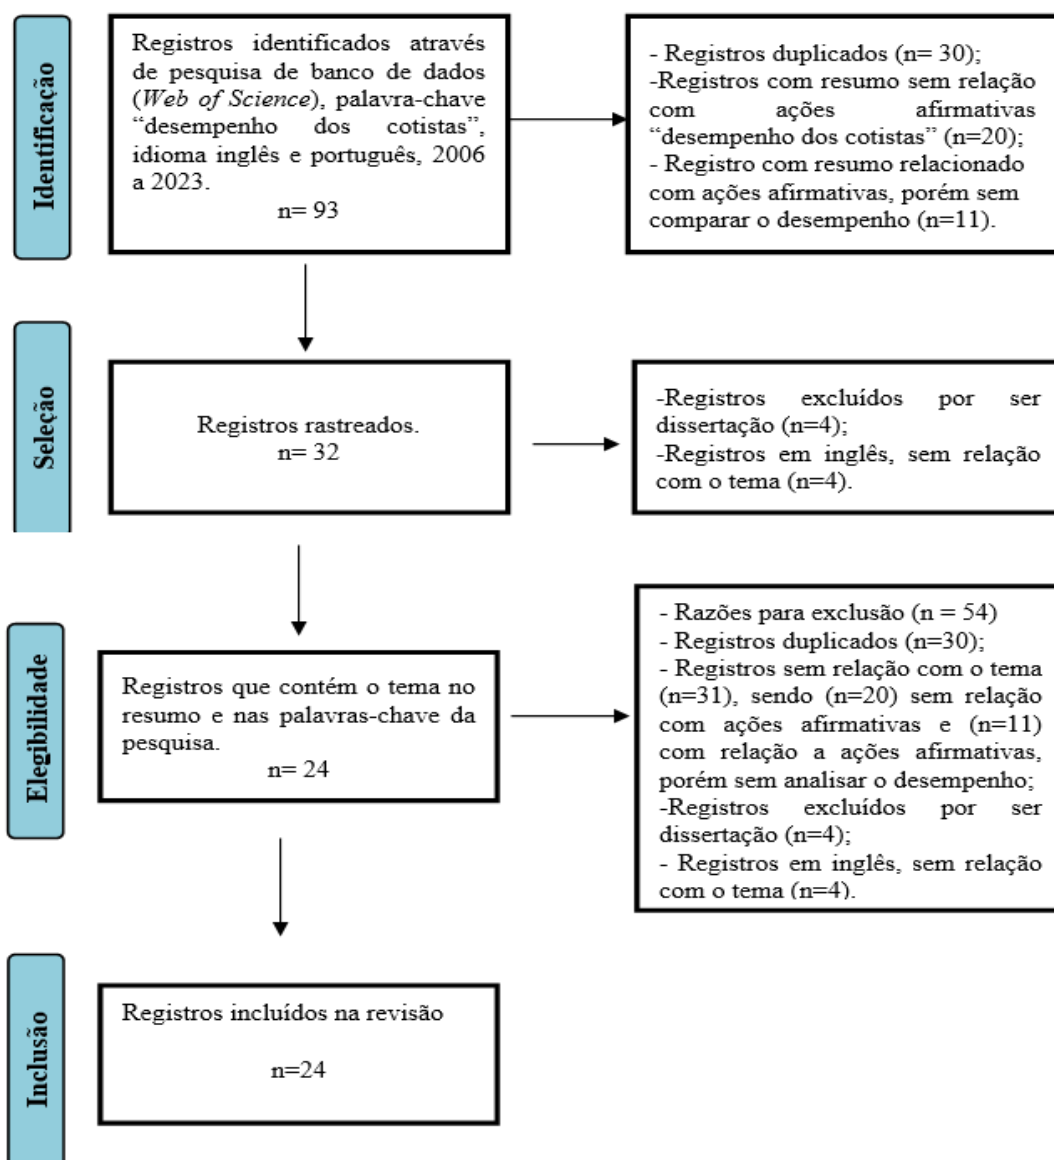 Identificação
Registros identificados através
de pesquisa de banco de dados
(Web of Science), palavra-chave
“desempenho dos cotistas”,
idioma inglês e português, 2006
a 2023.
n= 93
- Registros duplicados (n= 30);
-Registros com resumo sem relação
com ações afirmativas
“desempenho dos cotistas” (n=20);
- Registro com resumo relacionado
com ações afirmativas, porém sem
comparar o desempenho (n=11).
Seleção
Registros rastreados.
n= 32
-Registros excluídos por ser
dissertação (n=4);
-Registros em inglês, sem relação
com o tema (n=4).
Elegibilidade
Registros que contém o tema no
resumo e nas palavras-chave da
pesquisa.
n= 24
- Razões para exclusão (n = 54)
- Registros duplicados (n=30);
- Registros sem relação com o tema
(n=31), sendo (n=20) sem relação
com ações afirmativas e (n=11)
com relação a ações afirmativas,
porém sem analisar o desempenho;
-Registros excluídos por ser
dissertação (n=4);
- Registros em inglês, sem relação
com o tema (n=4).
Inclusão
Registros incluídos na revisão
n=24